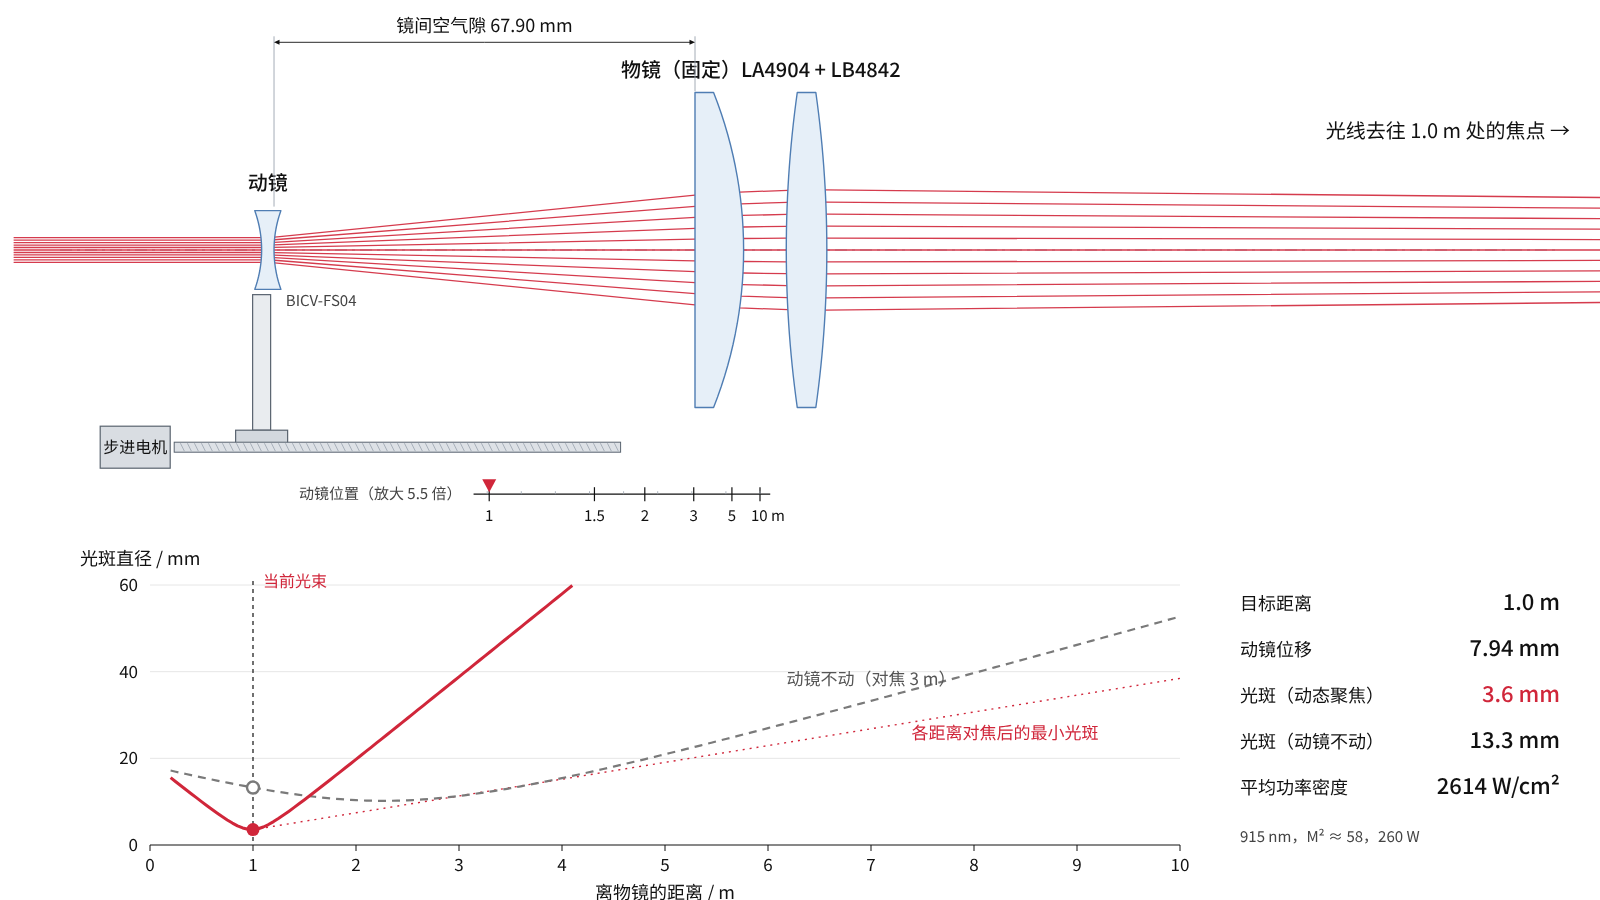 镜间空气隙 67.90 mm
物镜（固定）LA4904 + LB4842
光线去往 1.0 m 处的焦点 →
动镜
BICV-FS04
步进电机
动镜位置（放大 5.5 倍）
1 1.5 2 3 5 10 m
光斑直径 / mm
当前光束
60
40
20
0
动镜不动（对焦 3 m）
各距离对焦后的最小光斑
0 1 2 3 4 5 6 7 8 9 10
离物镜的距离 / m
目标距离 1.0 m
动镜位移 7.94 mm
光斑（动态聚焦） 3.6 mm
光斑（动镜不动） 13.3 mm
平均功率密度 2614 W/cm²
915 nm，M² ≈ 58，260 W